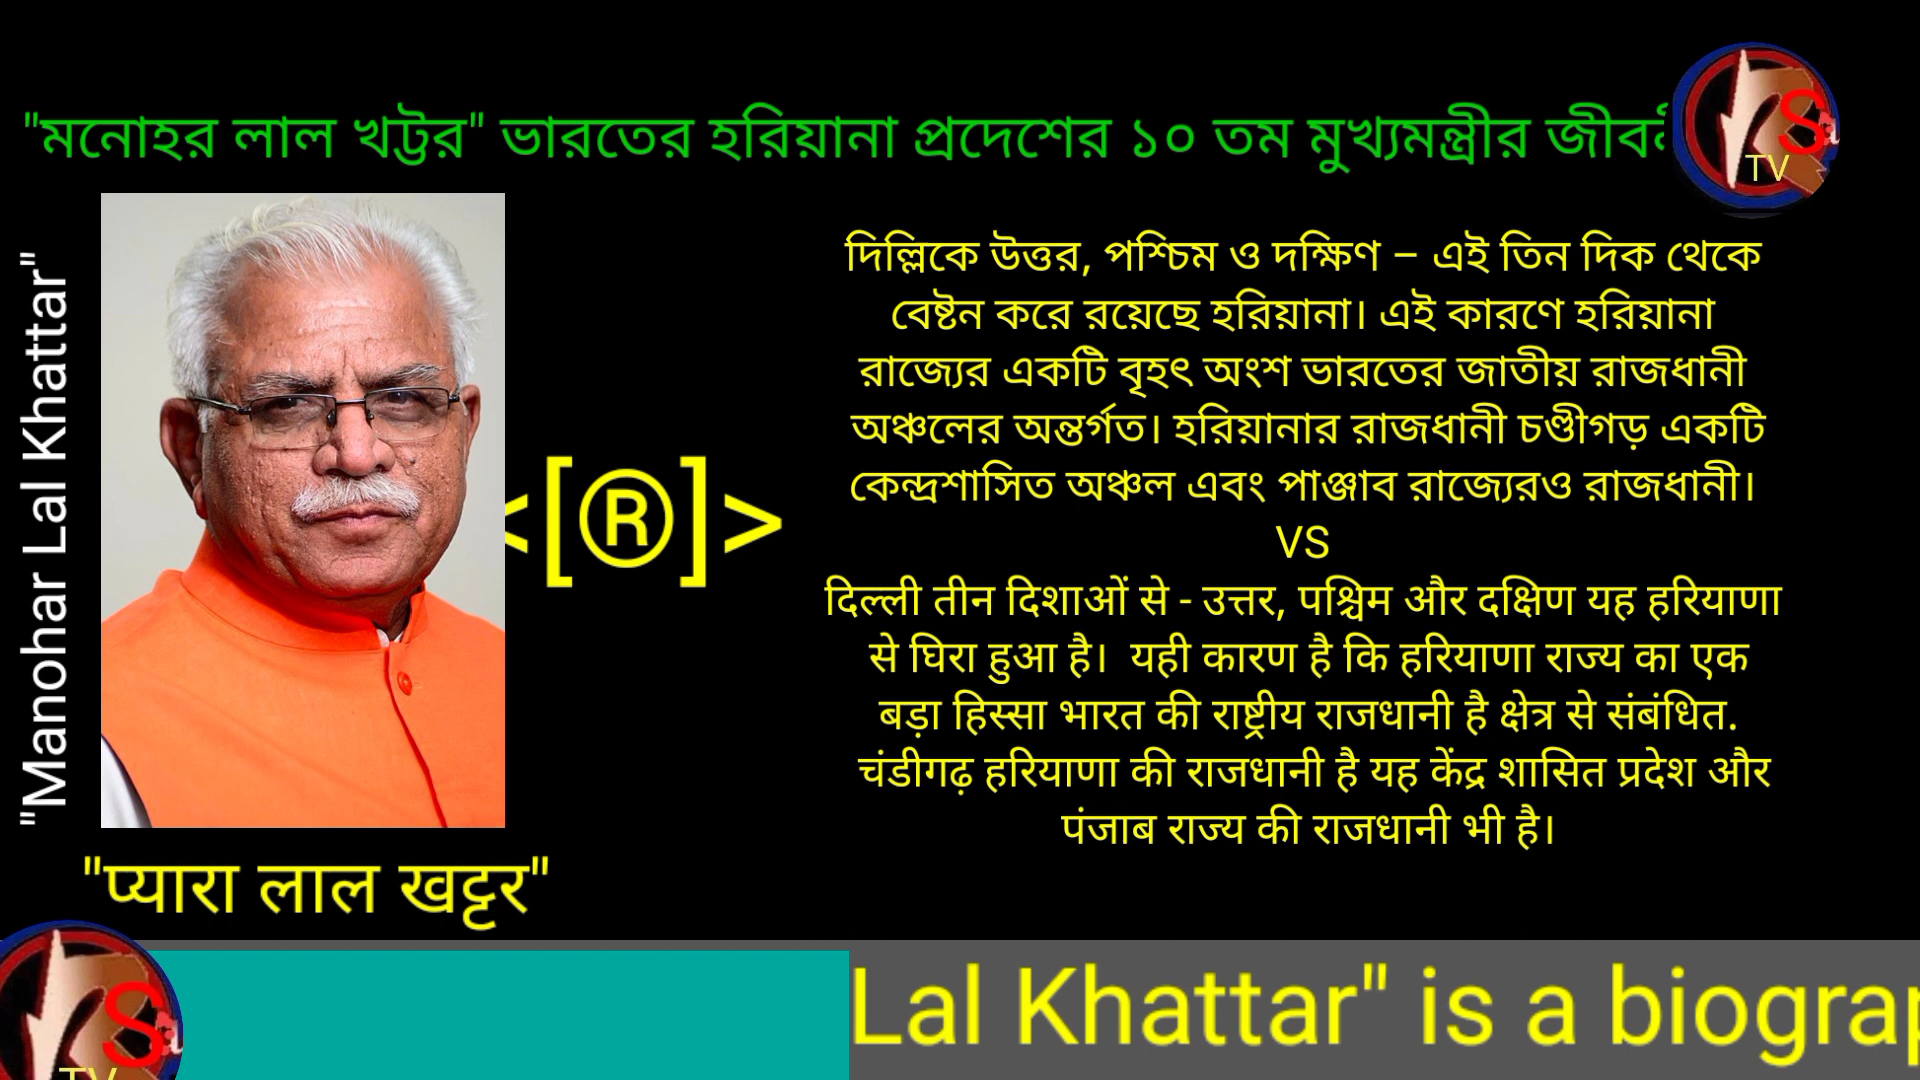 "মনোহর লাল খট্টর" ভারতের হরিয়ানা প্রদেশের ১০ তম মুখ্যমন্ত্রীর
S
TV
"Manohar Lal Khattar"
<[®]>
দিল্লিকে উত্তর, পশ্চিম ও দক্ষিণ – এই তিন দিক থেকে
বেষ্টন করে রয়েছে হরিয়ানা। এই কারণে হরিয়ানা
রাজ্যের একটি বৃহৎ অংশ ভারতের জাতীয় রাজধানী
অঞ্চলের অন্তর্গত। হরিয়ানার রাজধানী চণ্ডীগড় একটি
কেন্দ্রশাসিত অঞ্চল এবং পাঞ্জাব রাজ্যেরও রাজধানী।
VS
दिल्ली तीन दिशाओं से - उत्तर, पश्चिम और दक्षिण यह हरियाणा
से घिरा हुआ है। यही कारण है कि हरियाणा राज्य का एक
बड़ा हिस्सा भारत की राष्ट्रीय राजधानी है क्षेत्र से संबंधित.
चंडीगढ़ हरियाणा की राजधानी है यह केंद्र शासित प्रदेश और
पंजाब राज्य की राजधानी भी है।
"प्यारा लाल खट्टर"
S
TV
Lal Khattar" is a